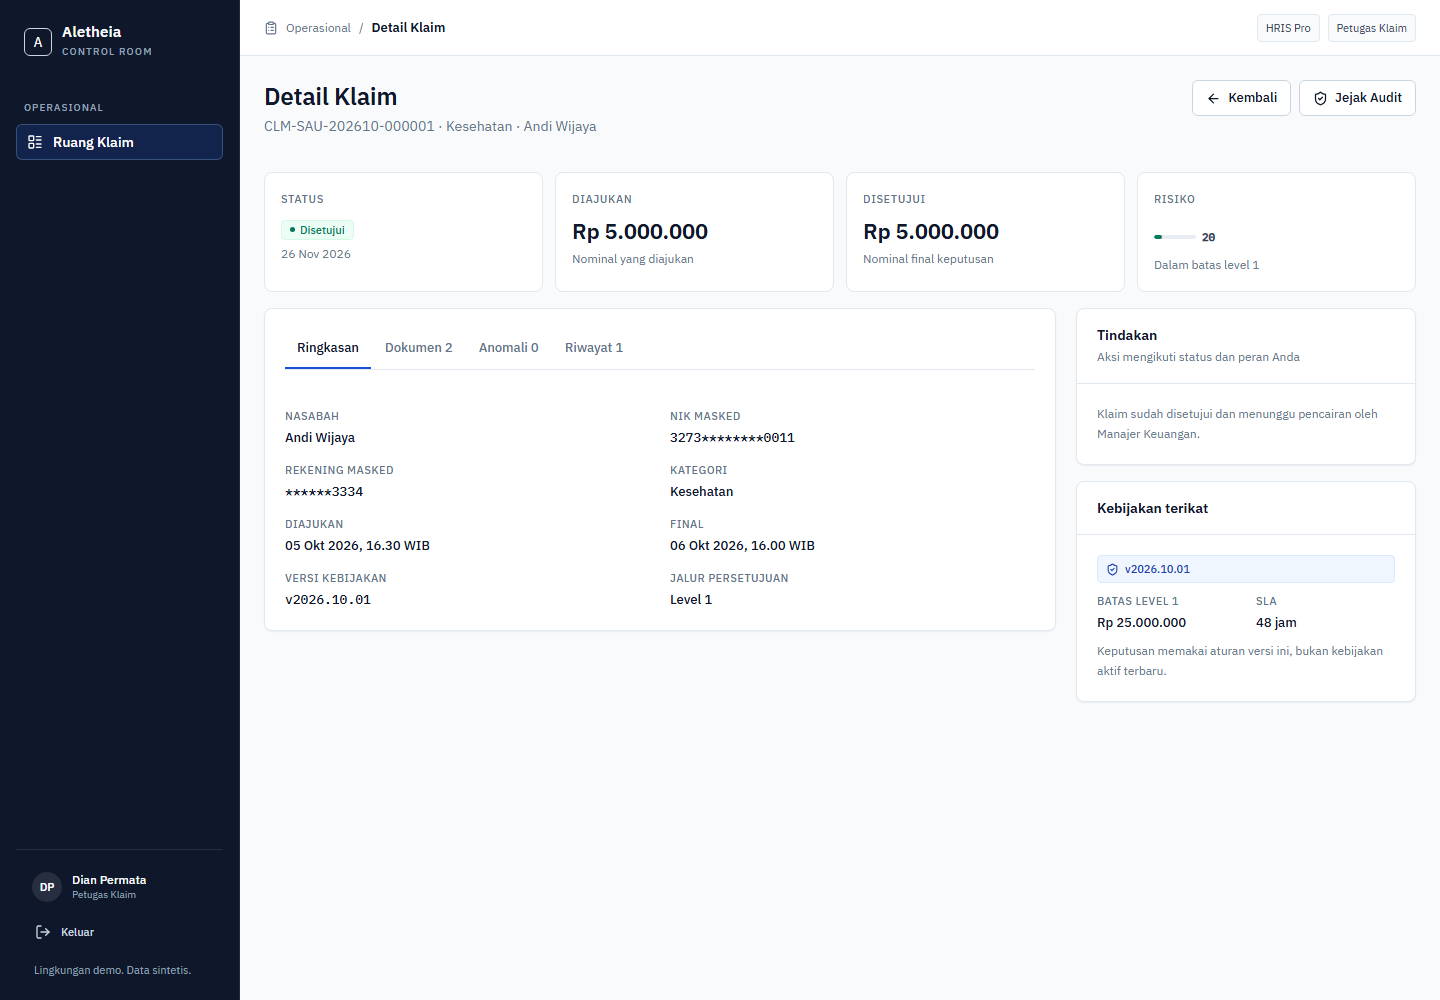 A
Aletheia
CONTROL ROOM
OPERASIONAL
Ruang Klaim
DP
Dian Permata
Petugas Klaim
Keluar
Lingkungan demo. Data sintetis.
Operasional / Detail Klaim
HRIS Pro
Petugas Klaim
Detail Klaim
CLM-SAU-202610-000001 · Kesehatan · Andi Wijaya
Kembali
Jejak Audit
STATUS
Disetujui
26 Nov 2026
DIAJUKAN
Rp 5.000.000
Nominal yang diajukan
DISETUJUI
Rp 5.000.000
Nominal final keputusan
RISIKO
20
Dalam batas level 1
Ringkasan
Dokumen 2
Anomali 0
Riwayat 1
NASABAH
Andi Wijaya
NIK MASKED
3273********0011
REKENING MASKED
******3334
KATEGORI
Kesehatan
DIAJUKAN
05 Okt 2026, 16.30 WIB
FINAL
06 Okt 2026, 16.00 WIB
VERSI KEBIJAKAN
v2026.10.01
JALUR PERSETUJUAN
Level 1
Tindakan
Aksi mengikuti status dan peran Anda
Klaim sudah disetujui dan menunggu pencairan oleh
Manajer Keuangan.
Kebijakan terikat
v2026.10.01
BATAS LEVEL 1
Rp 25.000.000
SLA
48 jam
Keputusan memakai aturan versi ini, bukan kebijakan
aktif terbaru.